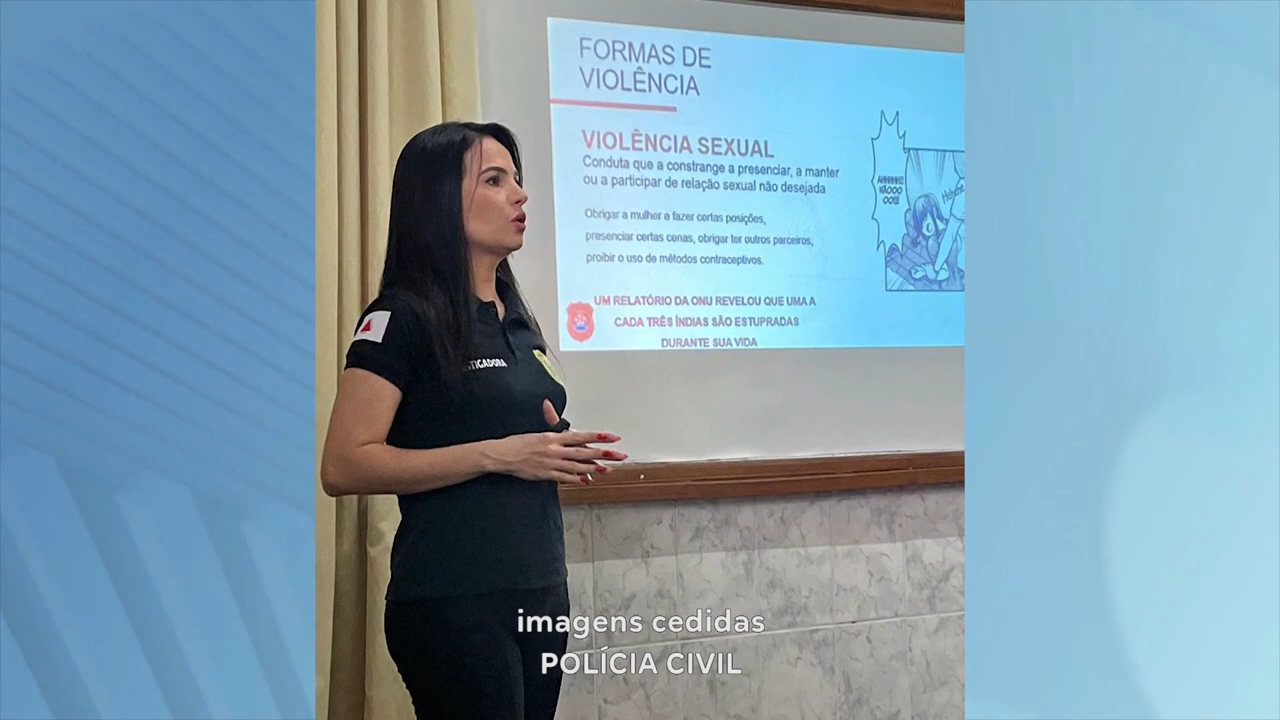 FORMAS DE
VIOLÊNCIA
VIOLÊNCIA SEXUAL
Conduta que a constrange a presenciar, a manter
ou a participar de relação sexual não desejada
Obrigar a mulher a fazer certas posições,
presenciar certas cenas, obrigar ter outros parceiros,
proibir o uso de métodos contraceptivos.
UM RELATÓRIO DA ONU REVELOU QUE UMA A
CADA TRÊS ÍNDIAS SÃO ESTUPRADAS
DURANTE SUA VIDA
TIGADORA
imagens cedidas
POLÍCIA CIVIL